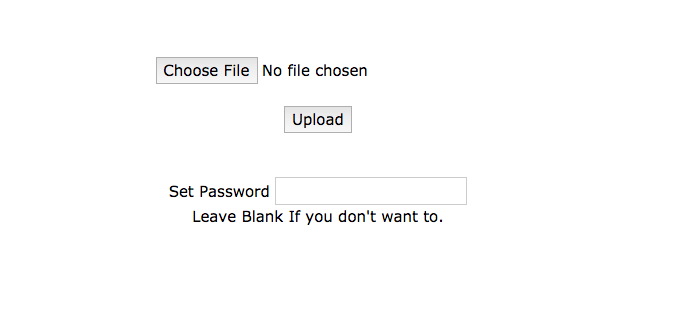 Choose File No file chosen
Upload
Set Password
Leave Blank If you don't want to.